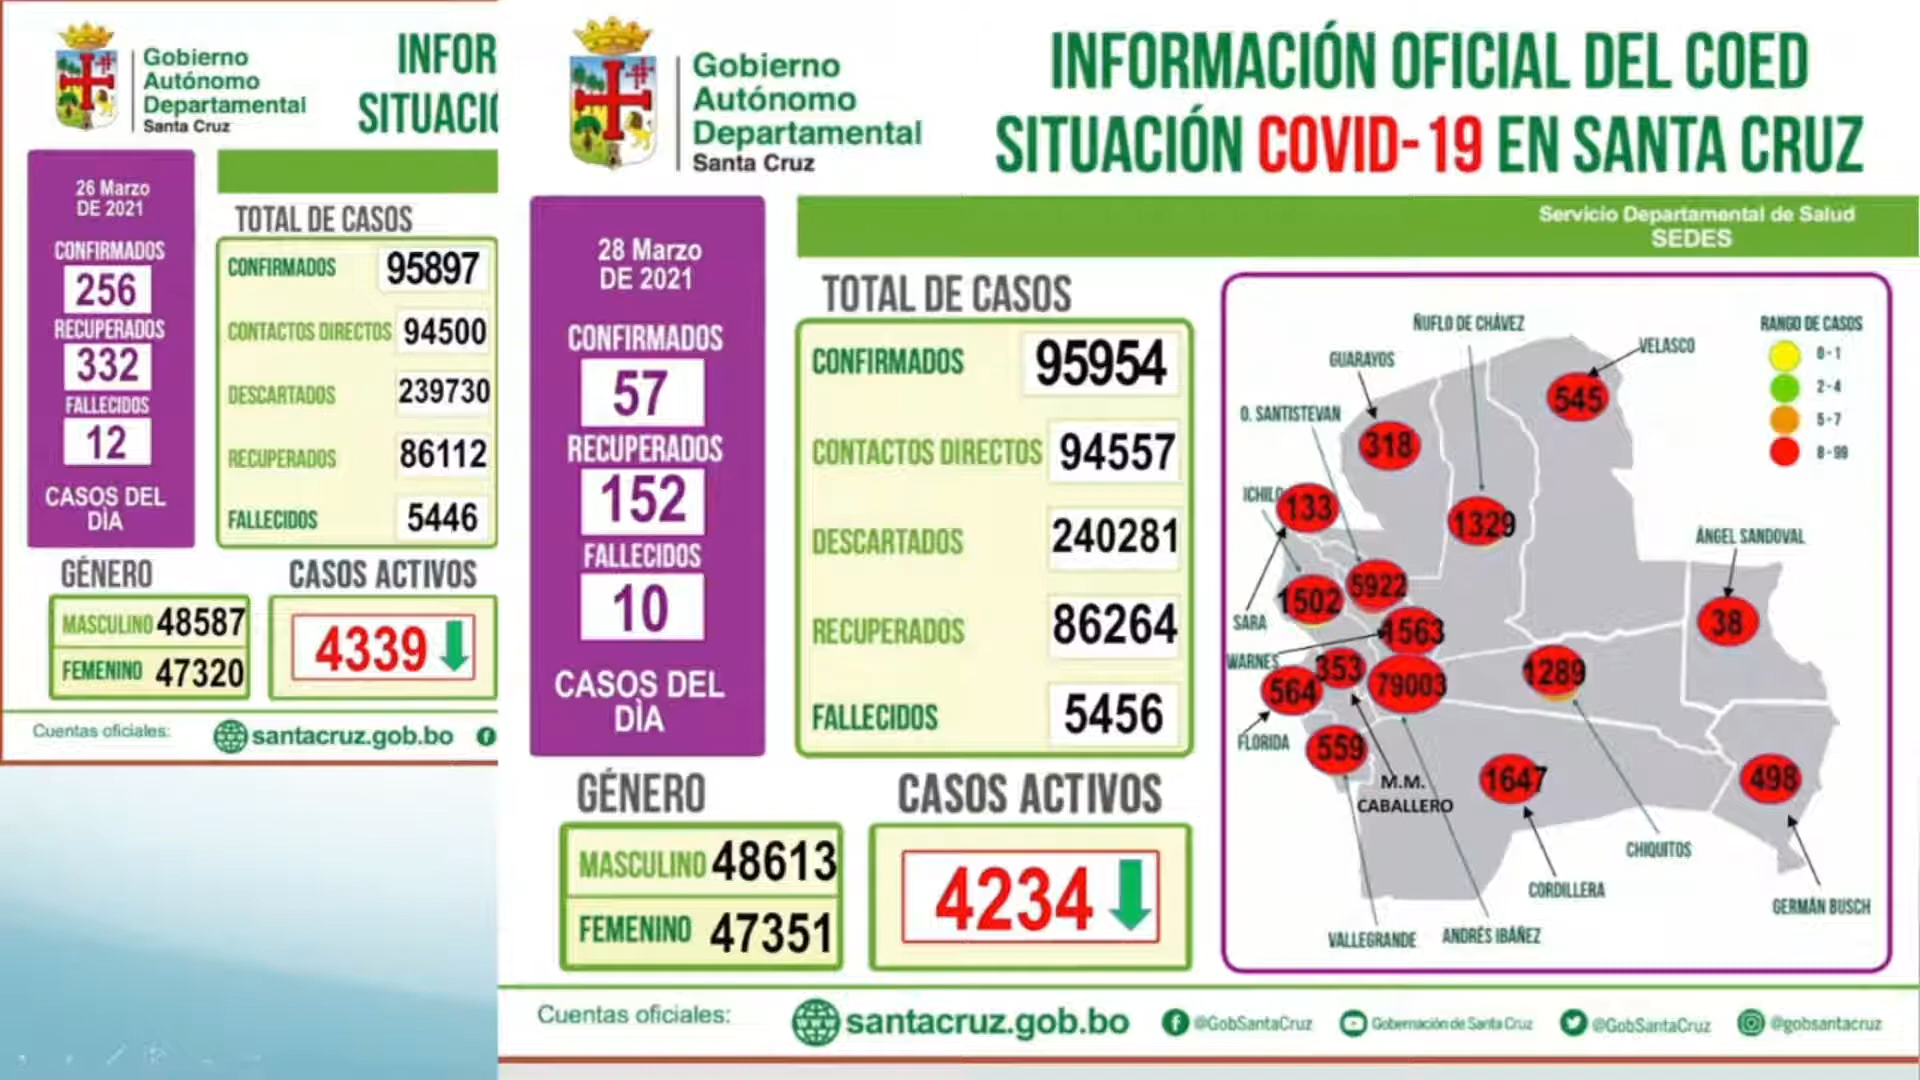 Gobierno
Autónomo
Departamental
Santa Cruz
INFOR
SITUACIÓ
26 Marzo
DE 2021
CONFIRMADOS
256
RECUPERADOS
332
FALLECIDOS
12
CASOS DEL
DÌA
TOTAL DE CASOS
CONFIRMADOS 95897
CONTACTOS DIRECTOS 94500
DESCARTADOS 239730
RECUPERADOS 86112
FALLECIDOS 5446
GÉNERO
MASCULINO 48587
FEMENINO 47320
CASOS ACTIVOS
4339
Cuentas oficiales: santacruz.gob.bo
Gobierno
Autónomo
Departamental
Santa Cruz
INFORMACIÓN OFICIAL DEL COED
SITUACIÓN COVID-19 EN SANTA CRUZ
Servicio Departamental de Salud
SEDES
28 Marzo
DE 2021
CONFIRMADOS
57
RECUPERADOS
152
FALLECIDOS
10
CASOS DEL
DÌA
TOTAL DE CASOS
CONFIRMADOS 95954
CONTACTOS DIRECTOS 94557
DESCARTADOS 240281
RECUPERADOS 86264
FALLECIDOS 5456
GÉNERO
MASCULINO 48613
FEMENINO 47351
CASOS ACTIVOS
4234
ÑUFLO DE CHÁVEZ
RANGO DE CASOS
0-1
2-4
5-7
8-99
VELASCO
GUARAYOS
545
O. SANTISTEVAN
318
ICHILO
133
1329
ÁNGEL SANDOVAL
5922
1502
38
SARA
1563
WARNES
353
1289
564
79003
FLORIDA
559
M.M.
CABALLERO
1647
498
CHIQUITOS
CORDILLERA
GERMÁN BUSCH
VALLEGRANDE
ANDRÉS IBÁÑEZ
Cuentas oficiales: santacruz.gob.bo @GobSantaCruz Gobernación de Santa Cruz @GobSantaCruz @gobsantacruz